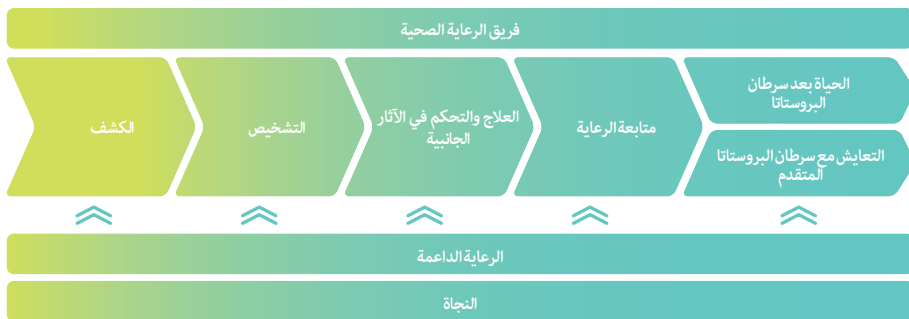 فريق الرعاية الصحية
الكشف
التشخيص
العلاج والتحكم في الآثار
الجانبية
متابعة الرعاية
الحياة بعد سرطان
البروستاتا
التعايش مع سرطان البروستاتا
المتقدم
الرعاية الداعمة
النجاة